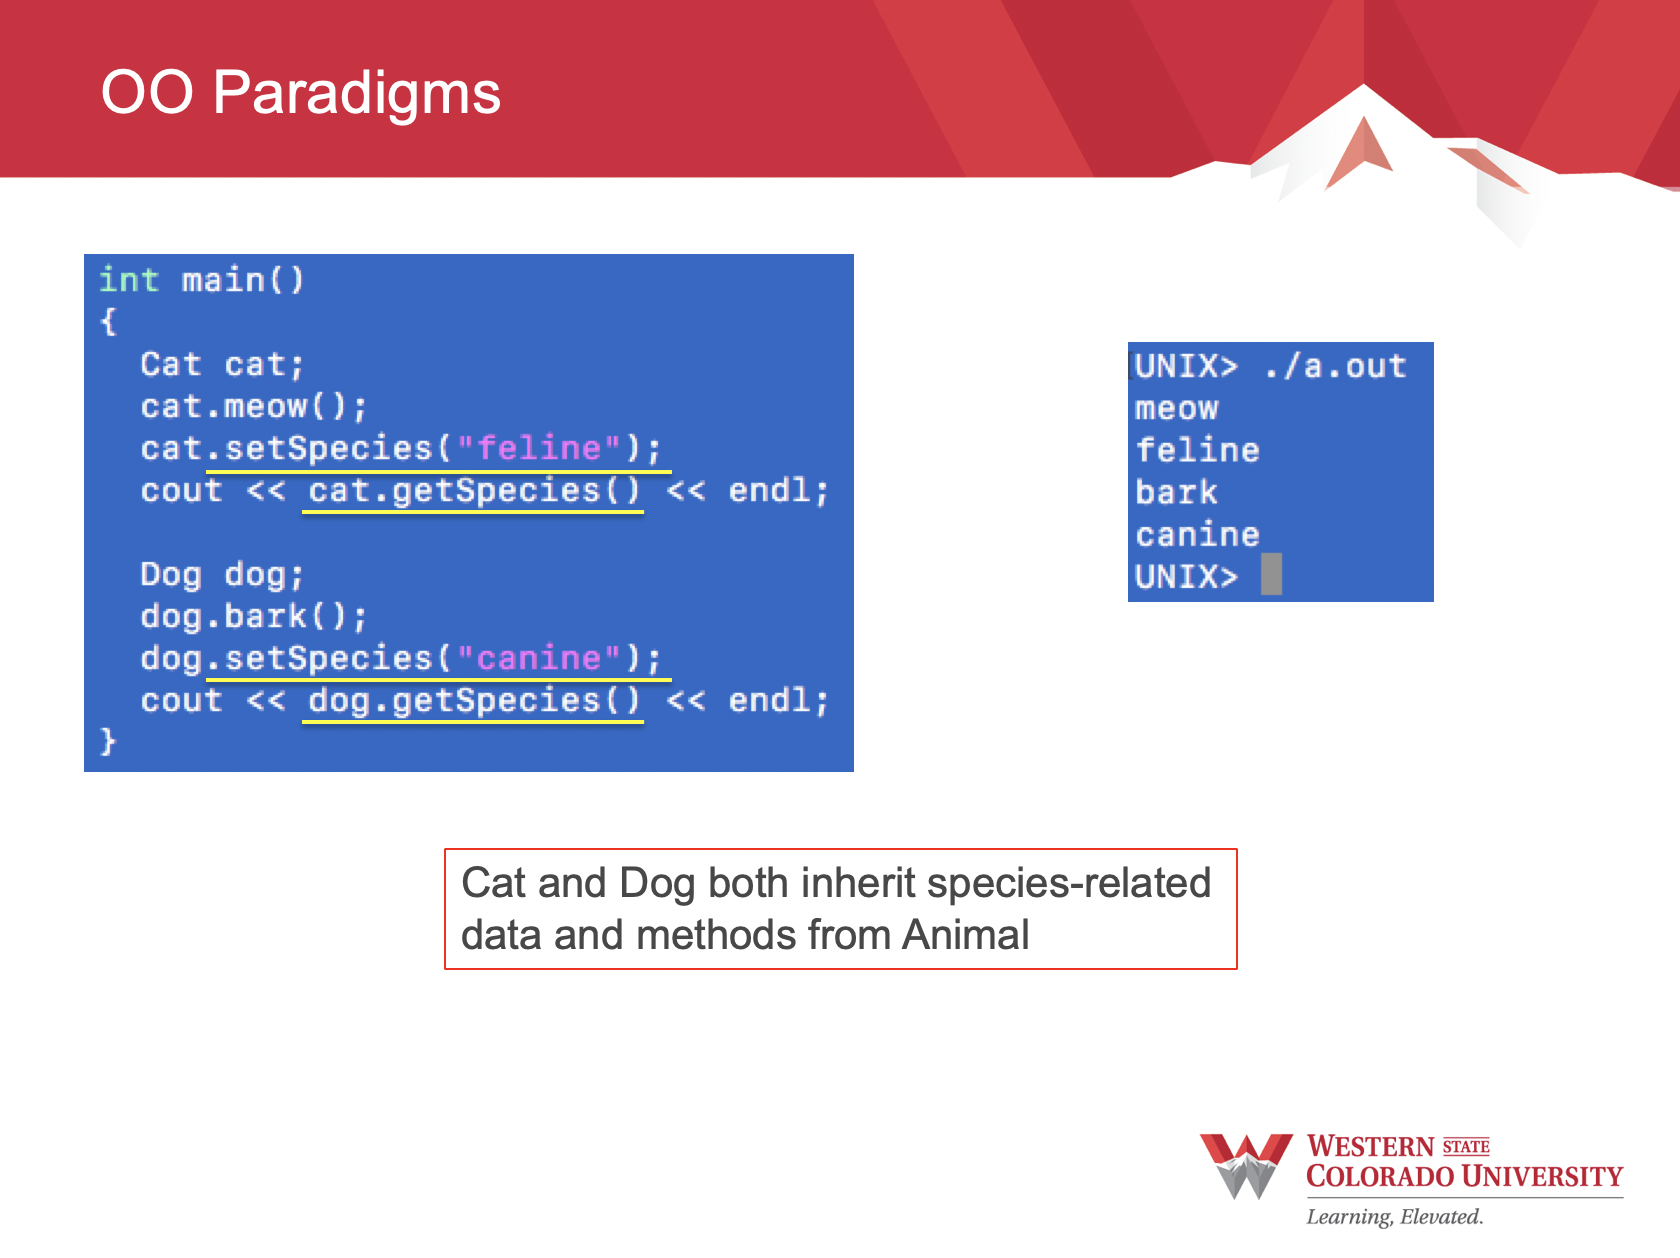 OO Paradigms
int main()
{
  Cat cat;
  cat.meow();
  cat.setSpecies("feline");
  cout << cat.getSpecies() << endl;

  Dog dog;
  dog.bark();
  dog.setSpecies("canine");
  cout << dog.getSpecies() << endl;
}
UNIX> ./a.out
meow
feline
bark
canine
UNIX>
Cat and Dog both inherit species-related
data and methods from Animal
WESTERN STATE
COLORADO UNIVERSITY
Learning, Elevated.